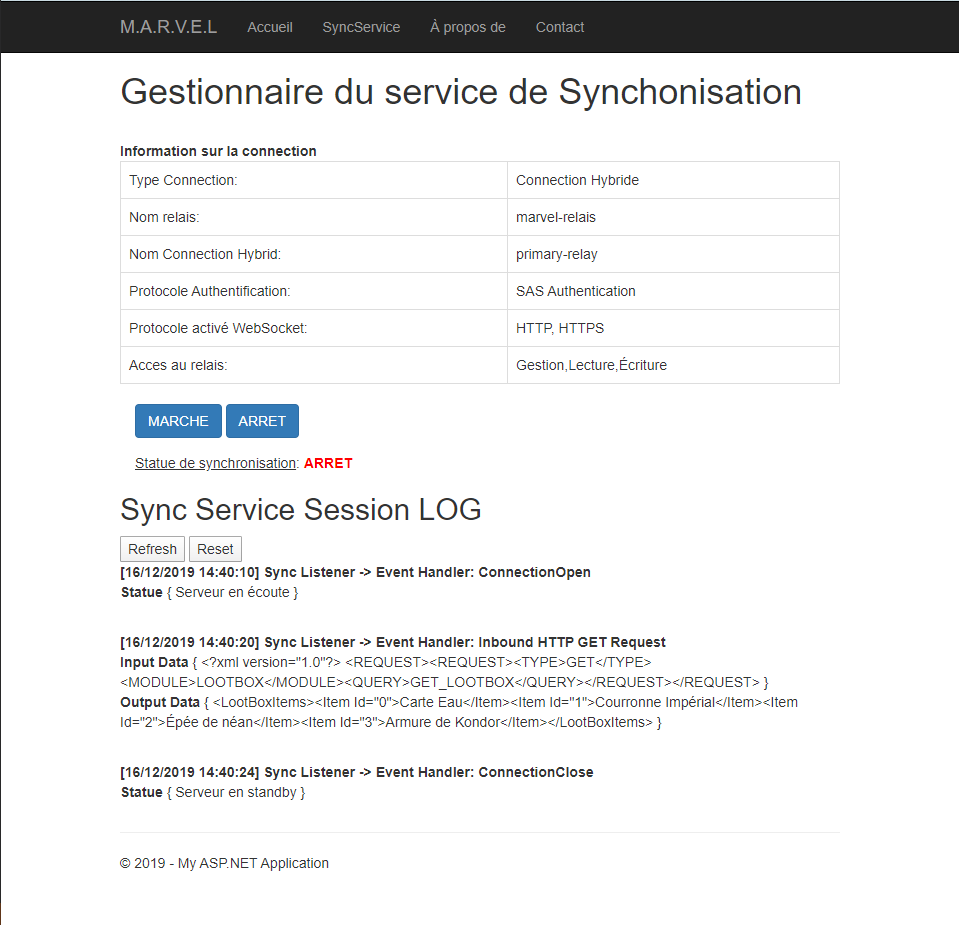 M.A.R.V.E.L Accueil SyncService À propos de Contact
Gestionnaire du service de Synchonisation
Information sur la connection
Type Connection: Connection Hybride
Nom relais: marvel-relais
Nom Connection Hybrid: primary-relay
Protocole Authentification: SAS Authentication
Protocole activé WebSocket: HTTP, HTTPS
Acces au relais: Gestion,Lecture,Écriture
MARCHE ARRET
Statue de synchronisation: ARRET
Sync Service Session LOG
Refresh Reset
[16/12/2019 14:40:10] Sync Listener -> Event Handler: ConnectionOpen
Statue { Serveur en écoute }
[16/12/2019 14:40:20] Sync Listener -> Event Handler: Inbound HTTP GET Request
Input Data { <?xml version="1.0"?> <REQUEST><REQUEST><TYPE>GET</TYPE>
<MODULE>LOOTBOX</MODULE><QUERY>GET_LOOTBOX</QUERY></REQUEST></REQUEST> }
Output Data { <LootBoxItems><Item Id="0">Carte Eau</Item><Item Id="1">Courronne Impérial</Item><Item
Id="2">Épée de néan</Item><Item Id="3">Armure de Kondor</Item></LootBoxItems> }
[16/12/2019 14:40:24] Sync Listener -> Event Handler: ConnectionClose
Statue { Serveur en standby }
© 2019 - My ASP.NET Application